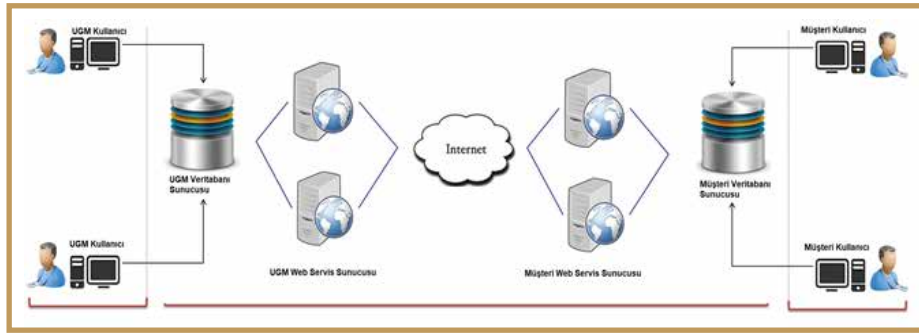 UGM Kullanıcı
Müşteri Kullanıcı
Internet
UGM Veritabanı
Sunucusu
Müşteri Veritabanı
Sunucusu
UGM Kullanıcı
Müşteri Kullanıcı
UGM Web Servis Sunucusu
Müşteri Web Servis Sunucusu